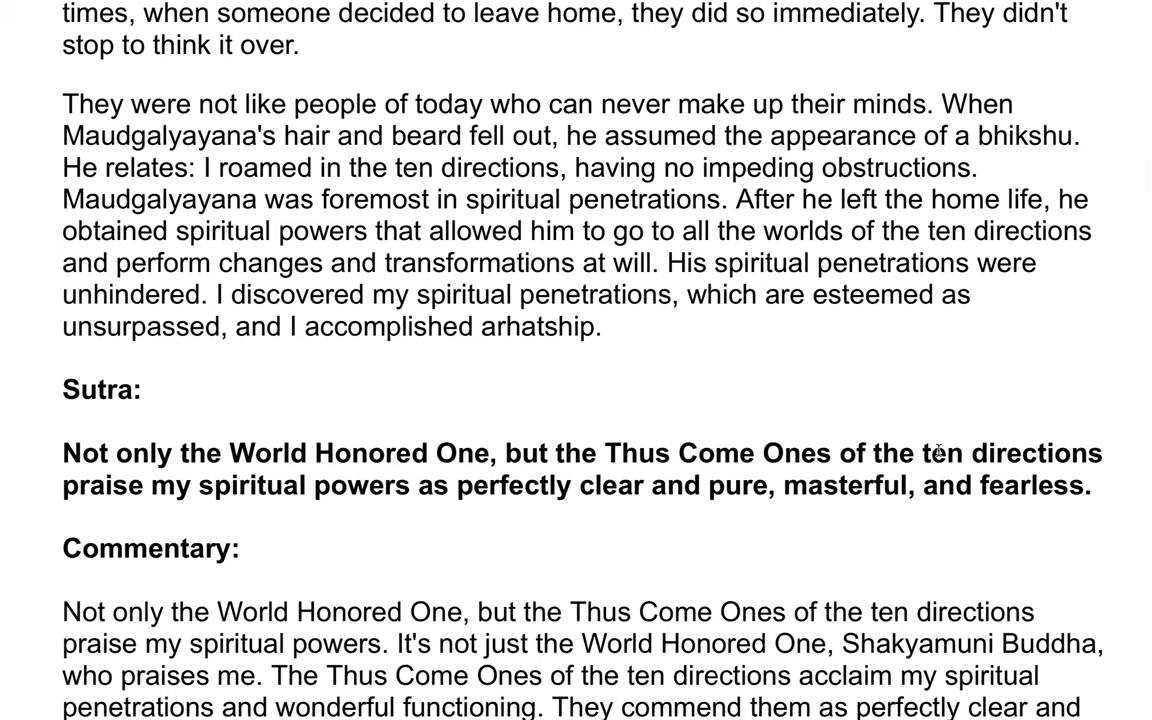 times, when someone decided to leave home, they did so immediately. They didn't
stop to think it over.
They were not like people of today who can never make up their minds. When
Maudgalyayana's hair and beard fell out, he assumed the appearance of a bhikshu.
He relates: I roamed in the ten directions, having no impeding obstructions.
Maudgalyayana was foremost in spiritual penetrations. After he left the home life, he
obtained spiritual powers that allowed him to go to all the worlds of the ten directions
and perform changes and transformations at will. His spiritual penetrations were
unhindered. I discovered my spiritual penetrations, which are esteemed as
unsurpassed, and I accomplished arhatship.
Sutra:
Not only the World Honored One, but the Thus Come Ones of the ten directions
praise my spiritual powers as perfectly clear and pure, masterful, and fearless.
Commentary:
Not only the World Honored One, but the Thus Come Ones of the ten directions
praise my spiritual powers. It's not just the World Honored One, Shakyamuni Buddha,
who praises me. The Thus Come Ones of the ten directions acclaim my spiritual
penetrations and wonderful functioning. They commend them as perfectly clear and